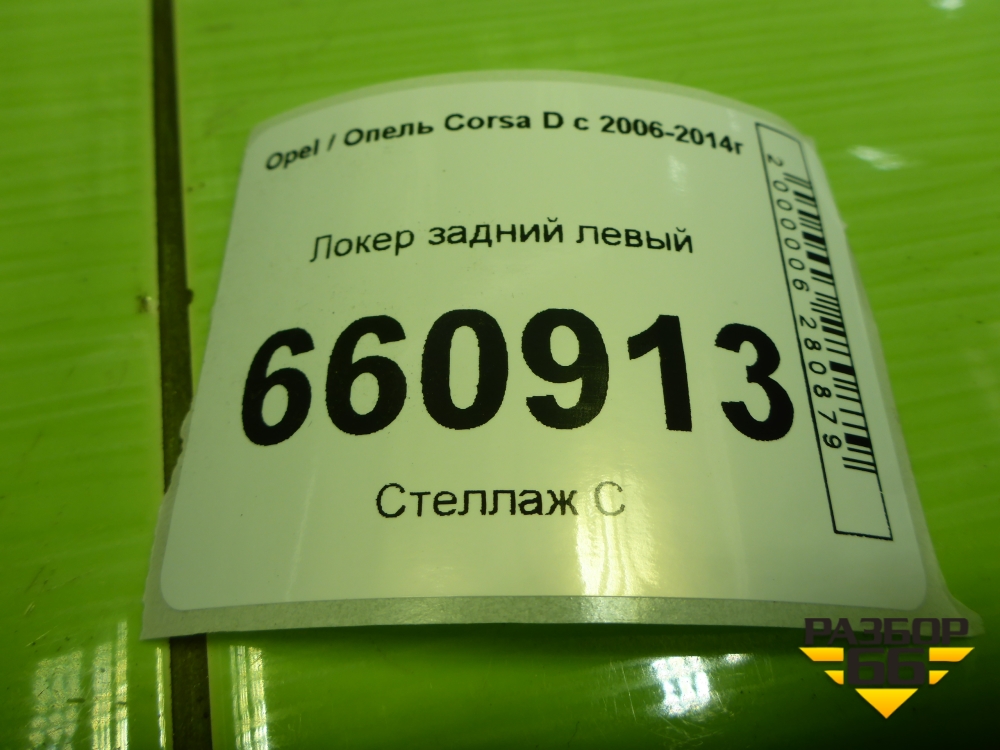 Opel / Опель Corsa D с 2006-2014г
Локер задний левый
660913
Стеллаж С
2000006280879
РАЗБОР
66